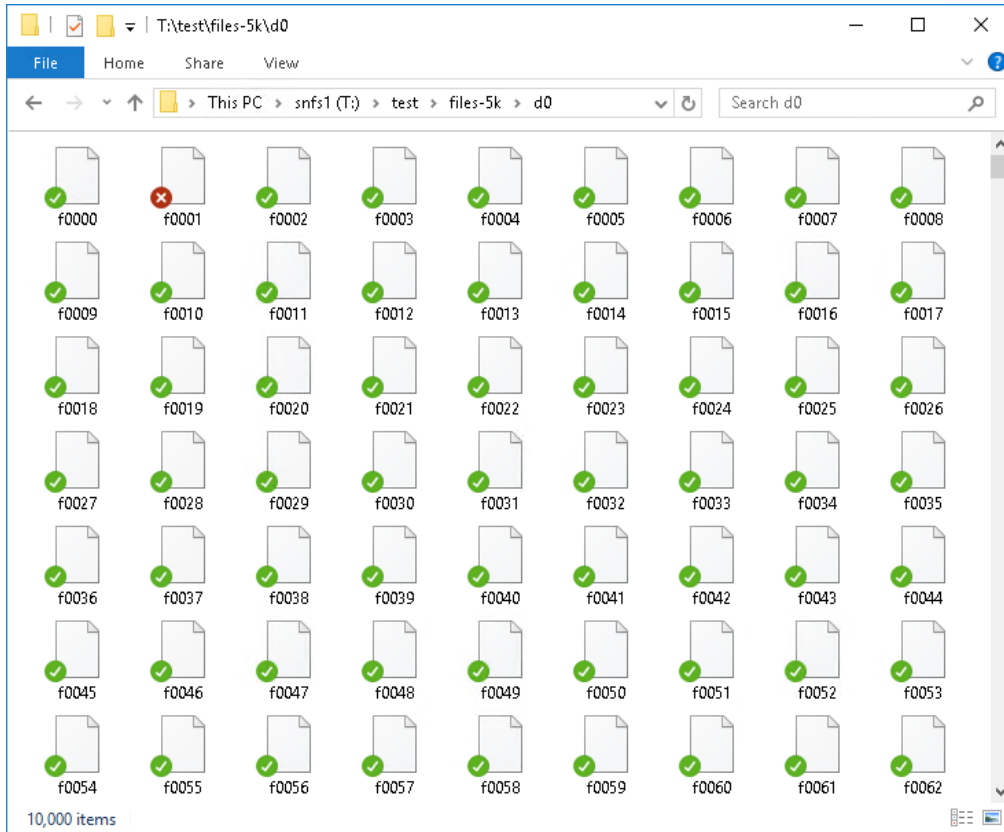 T:\test\files-5k\d0
File Home Share View
This PC > snfs1 (T:) > test > files-5k > d0 Search d0
f0000 f0001 f0002 f0003 f0004 f0005 f0006 f0007 f0008
f0009 f0010 f0011 f0012 f0013 f0014 f0015 f0016 f0017
f0018 f0019 f0020 f0021 f0022 f0023 f0024 f0025 f0026
f0027 f0028 f0029 f0030 f0031 f0032 f0033 f0034 f0035
f0036 f0037 f0038 f0039 f0040 f0041 f0042 f0043 f0044
f0045 f0046 f0047 f0048 f0049 f0050 f0051 f0052 f0053
f0054 f0055 f0056 f0057 f0058 f0059 f0060 f0061 f0062
10,000 items